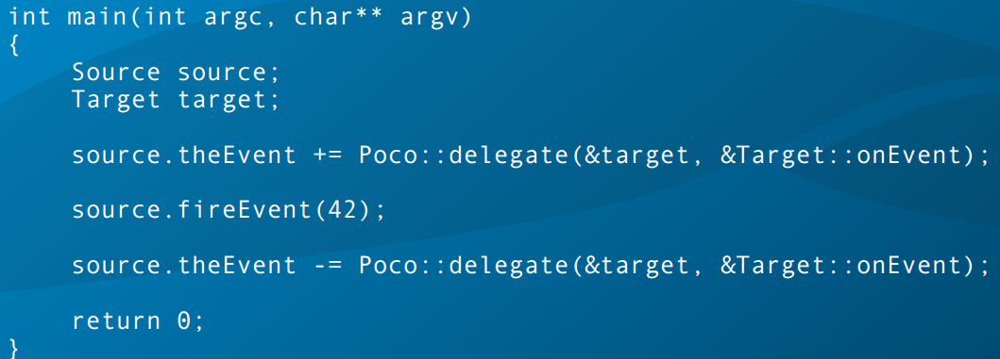 int main(int argc, char** argv)
{
    Source source;
    Target target;
    source.theEvent += Poco::delegate(&target, &Target::onEvent);
    source.fireEvent(42);
    source.theEvent -= Poco::delegate(&target, &Target::onEvent);
    return 0;
}